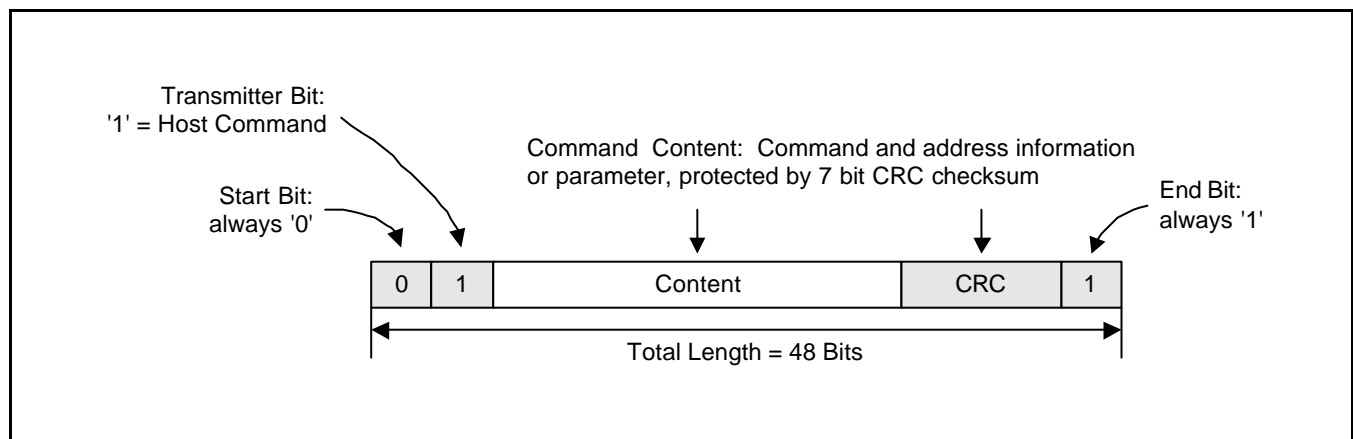 Transmitter Bit:
'1' = Host Command
Command Content: Command and address information
or parameter, protected by 7 bit CRC checksum
Start Bit:
always '0'
End Bit:
always '1'
0 1 Content CRC 1
Total Length = 48 Bits